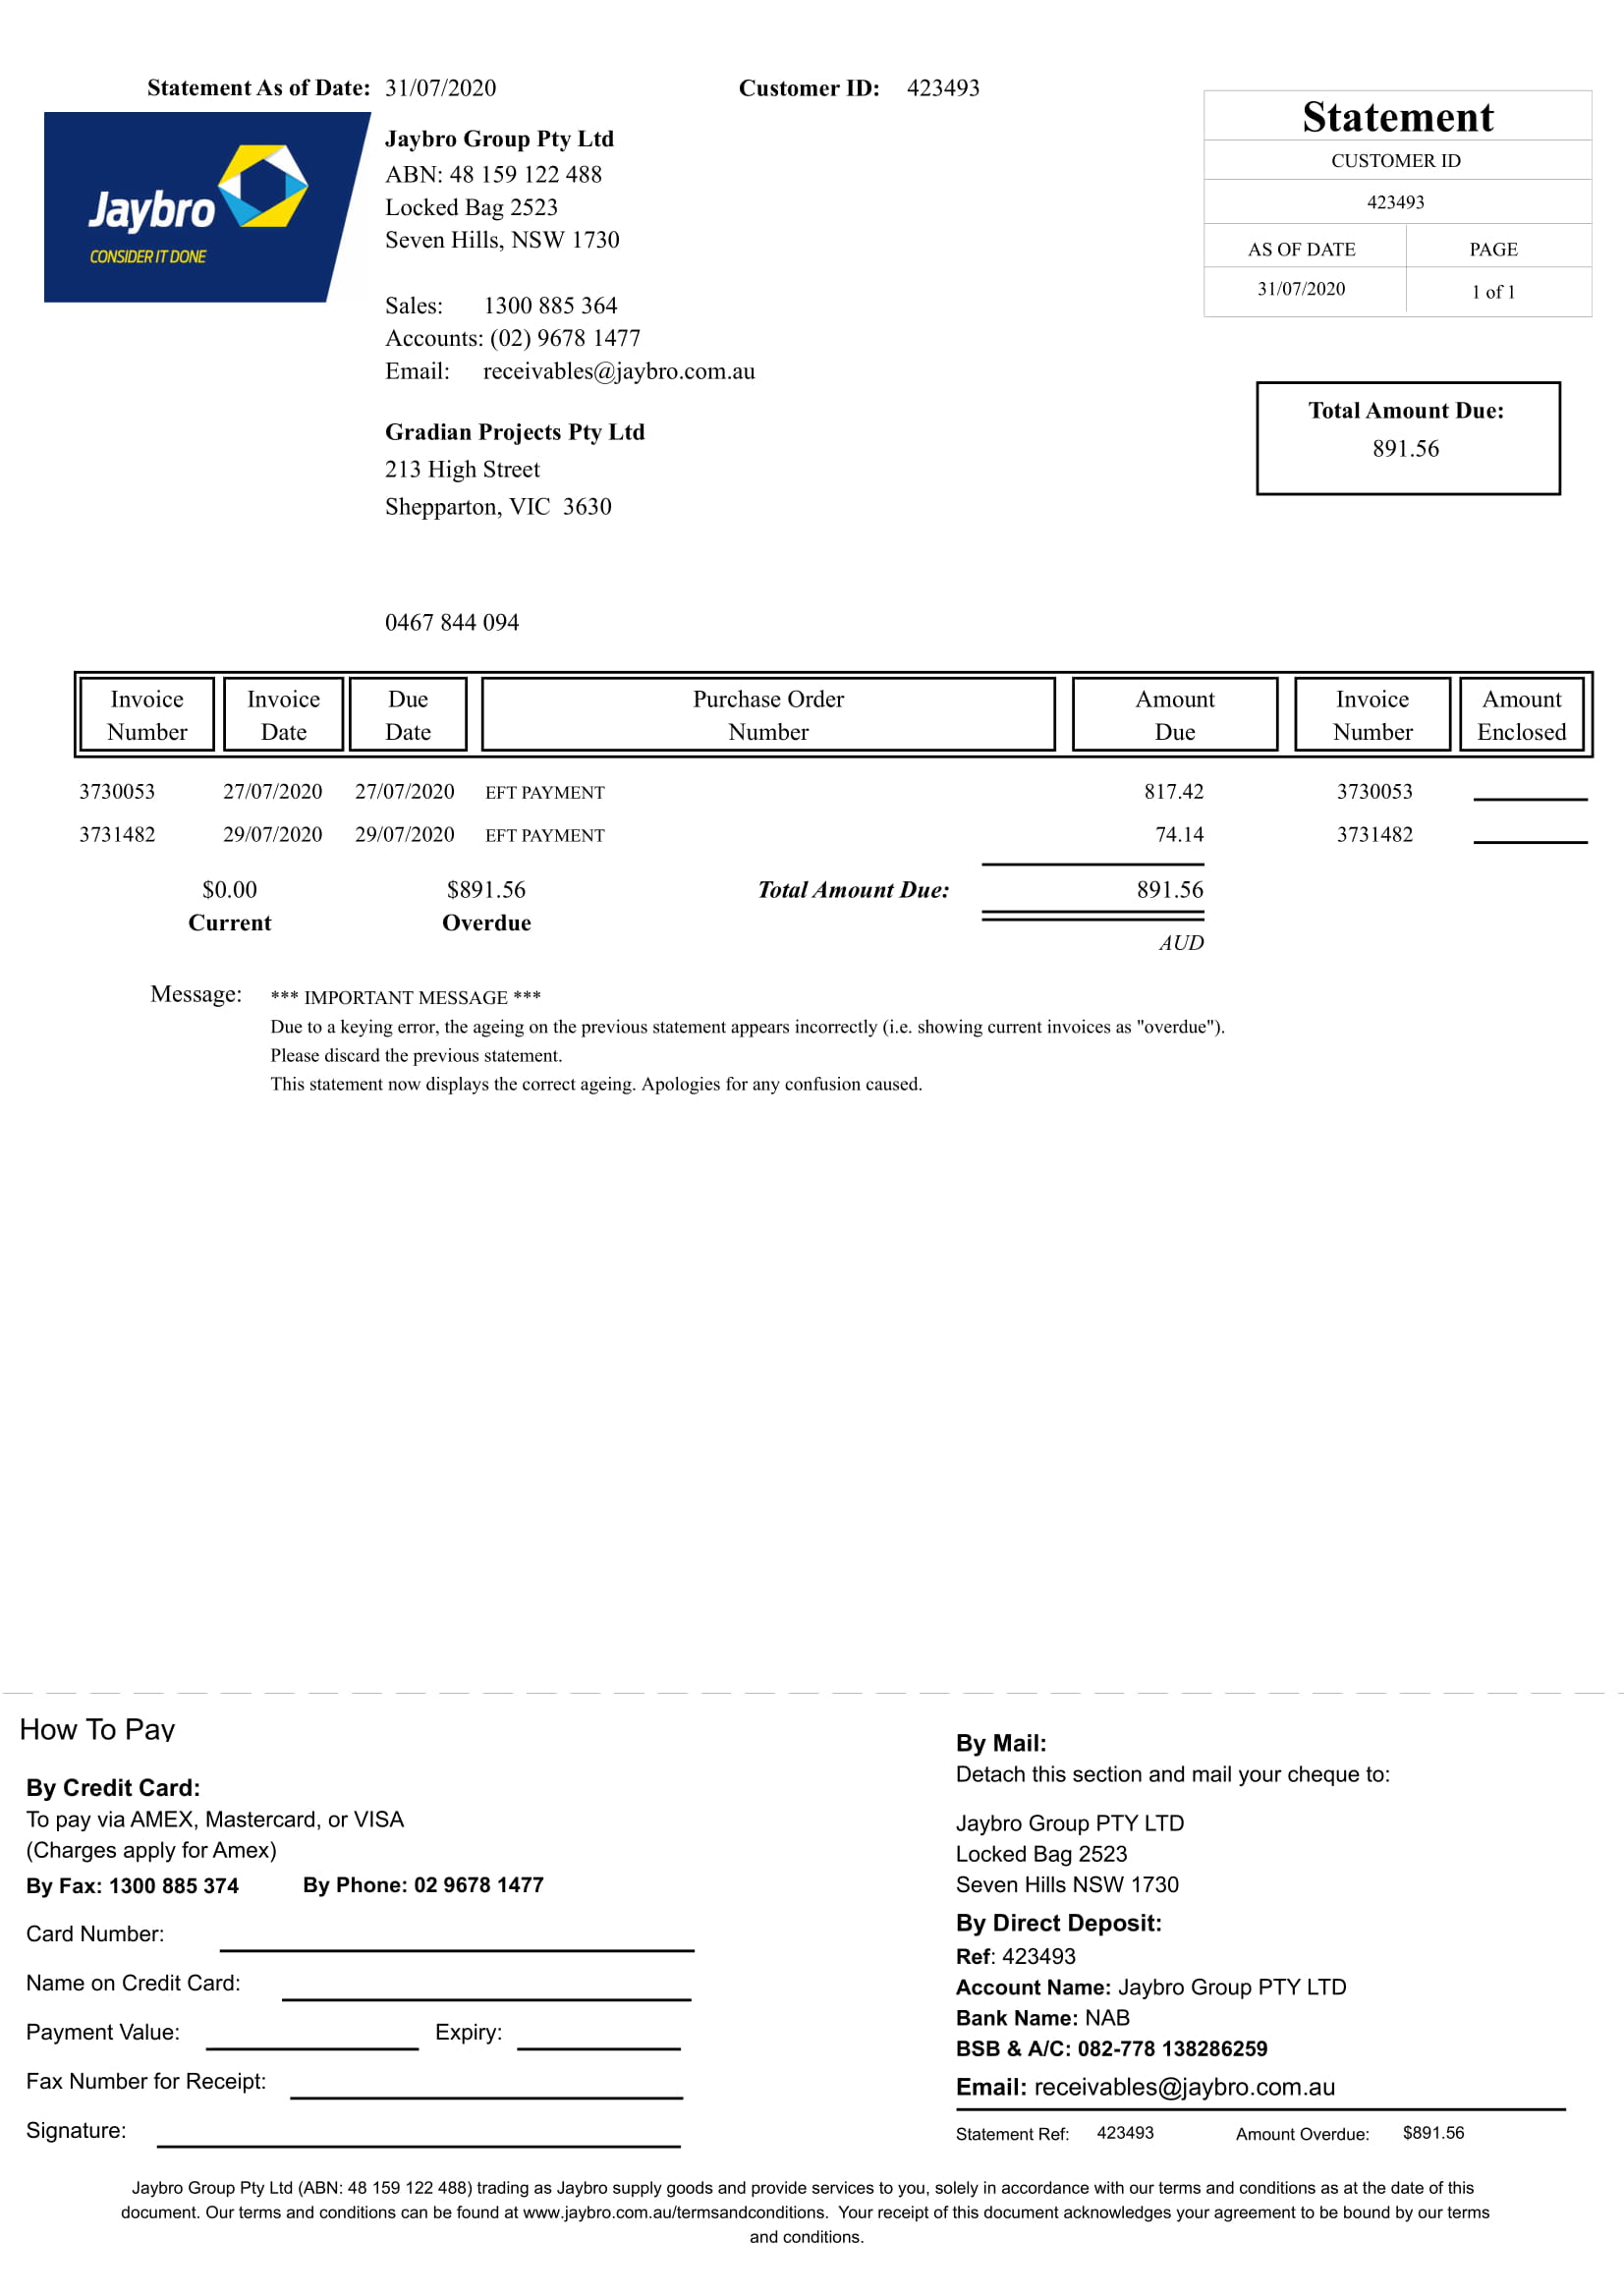 Statement As of Date: 31/07/2020 Customer ID: 423493
Statement
CUSTOMER ID
423493
AS OF DATE PAGE
31/07/2020 1 of 1
Jaybro
CONSIDER IT DONE
Jaybro Group Pty Ltd
ABN: 48 159 122 488
Locked Bag 2523
Seven Hills, NSW 1730
Sales: 1300 885 364
Accounts: (02) 9678 1477
Email: receivables@jaybro.com.au
Total Amount Due:
891.56
Gradian Projects Pty Ltd
213 High Street
Shepparton, VIC 3630
0467 844 094
Invoice Invoice Due Purchase Order Amount Invoice Amount
Number Date Date Number Due Number Enclosed
3730053 27/07/2020 27/07/2020 EFT PAYMENT 817.42 3730053
3731482 29/07/2020 29/07/2020 EFT PAYMENT 74.14 3731482
$0.00 $891.56 Total Amount Due: 891.56
Current Overdue
AUD
Message: *** IMPORTANT MESSAGE ***
Due to a keying error, the ageing on the previous statement appears incorrectly (i.e. showing current invoices as "overdue").
Please discard the previous statement.
This statement now displays the correct ageing. Apologies for any confusion caused.
How To Pay
By Credit Card:
To pay via AMEX, Mastercard, or VISA
(Charges apply for Amex)
By Fax: 1300 885 374 By Phone: 02 9678 1477
Card Number:
Name on Credit Card:
Payment Value: Expiry:
Fax Number for Receipt:
Signature:
By Mail:
Detach this section and mail your cheque to:
Jaybro Group PTY LTD
Locked Bag 2523
Seven Hills NSW 1730
By Direct Deposit:
Ref: 423493
Account Name: Jaybro Group PTY LTD
Bank Name: NAB
BSB & A/C: 082-778 138286259
Email: receivables@jaybro.com.au
Statement Ref: 423493 Amount Overdue: $891.56
Jaybro Group Pty Ltd (ABN: 48 159 122 488) trading as Jaybro supply goods and provide services to you, solely in accordance with our terms and conditions as at the date of this
document. Our terms and conditions can be found at www.jaybro.com.au/termsandconditions. Your receipt of this document acknowledges your agreement to be bound by our terms
and conditions.